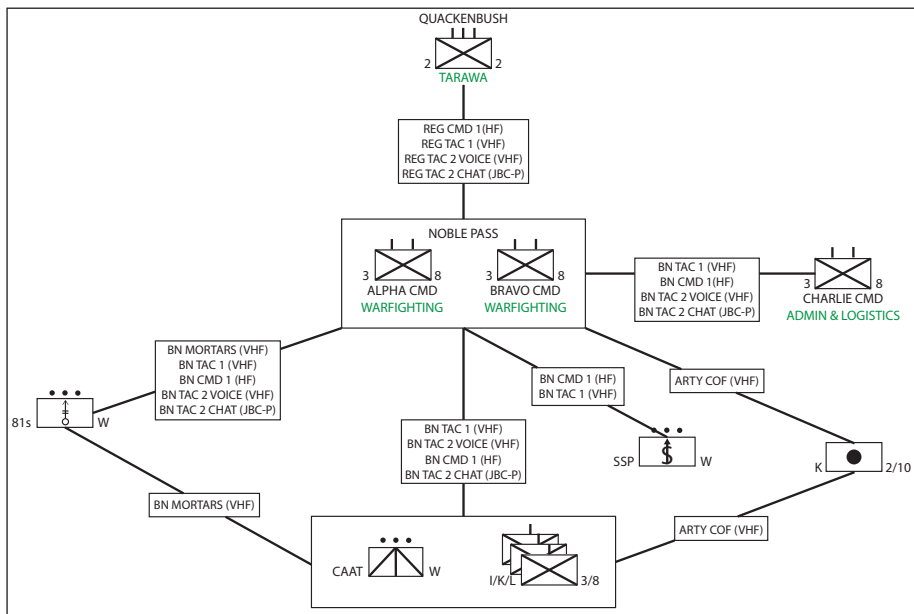 QUACKENBUSH
2 2
TARAWA
REG CMD 1(HF)
REG TAC 1 (VHF)
REG TAC 2 VOICE (VHF)
REG TAC 2 CHAT (JBC-P)
NOBLE PASS
3 8
ALPHA CMD
WARFIGHTING
3 8
BRAVO CMD
WARFIGHTING
BN TAC 1 (VHF)
BN CMD 1(HF)
BN TAC 2 VOICE (VHF)
BN TAC 2 CHAT (JBC-P)
3 8
CHARLIE CMD
ADMIN & LOGISTICS
BN MORTARS (VHF)
BN TAC 1 (VHF)
BN CMD 1 (HF)
BN TAC 2 VOICE (VHF)
BN TAC 2 CHAT (JBC-P)
BN CMD 1 (HF)
BN TAC 1 (VHF)
ARTY COF (VHF)
81s W
BN TAC 1 (VHF)
BN TAC 2 VOICE (VHF)
BN CMD 1 (HF)
BN TAC 2 CHAT (JBC-P)
SSP S W
K 2/10
BN MORTARS (VHF)
ARTY COF (VHF)
CAAT W
I/K/L 3/8